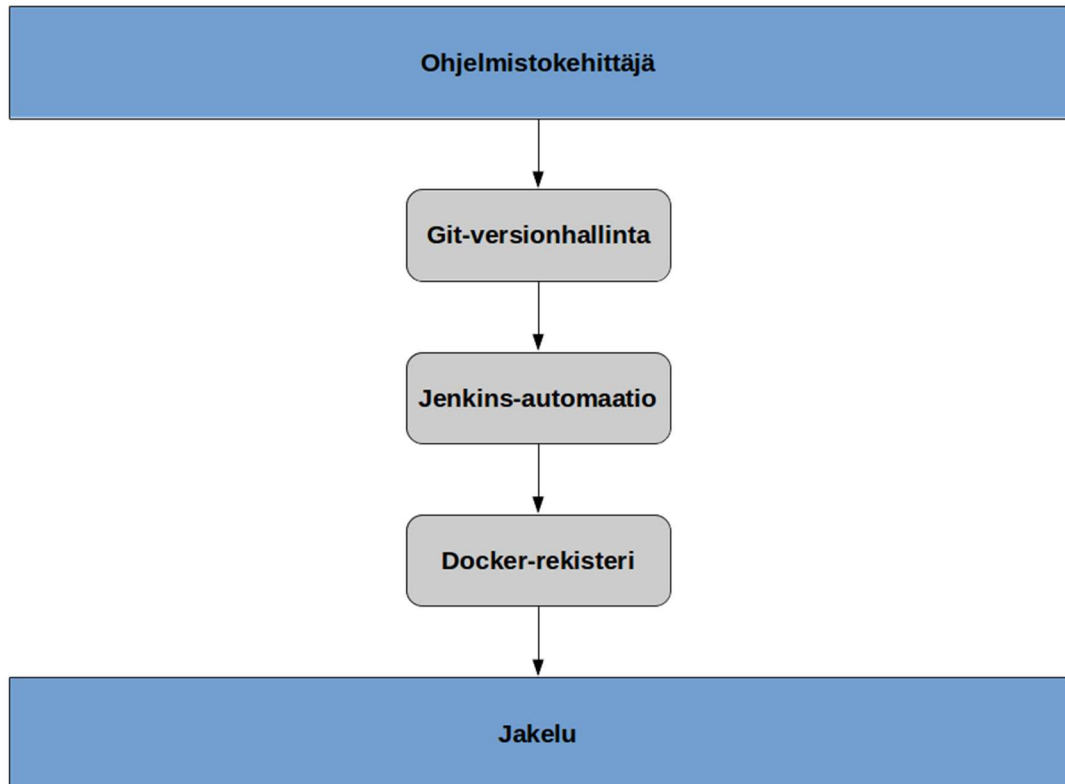 Ohjelmistokehittäjä
Git-versionhallinta
Jenkins-automaatio
Docker-rekisteri
Jakelu